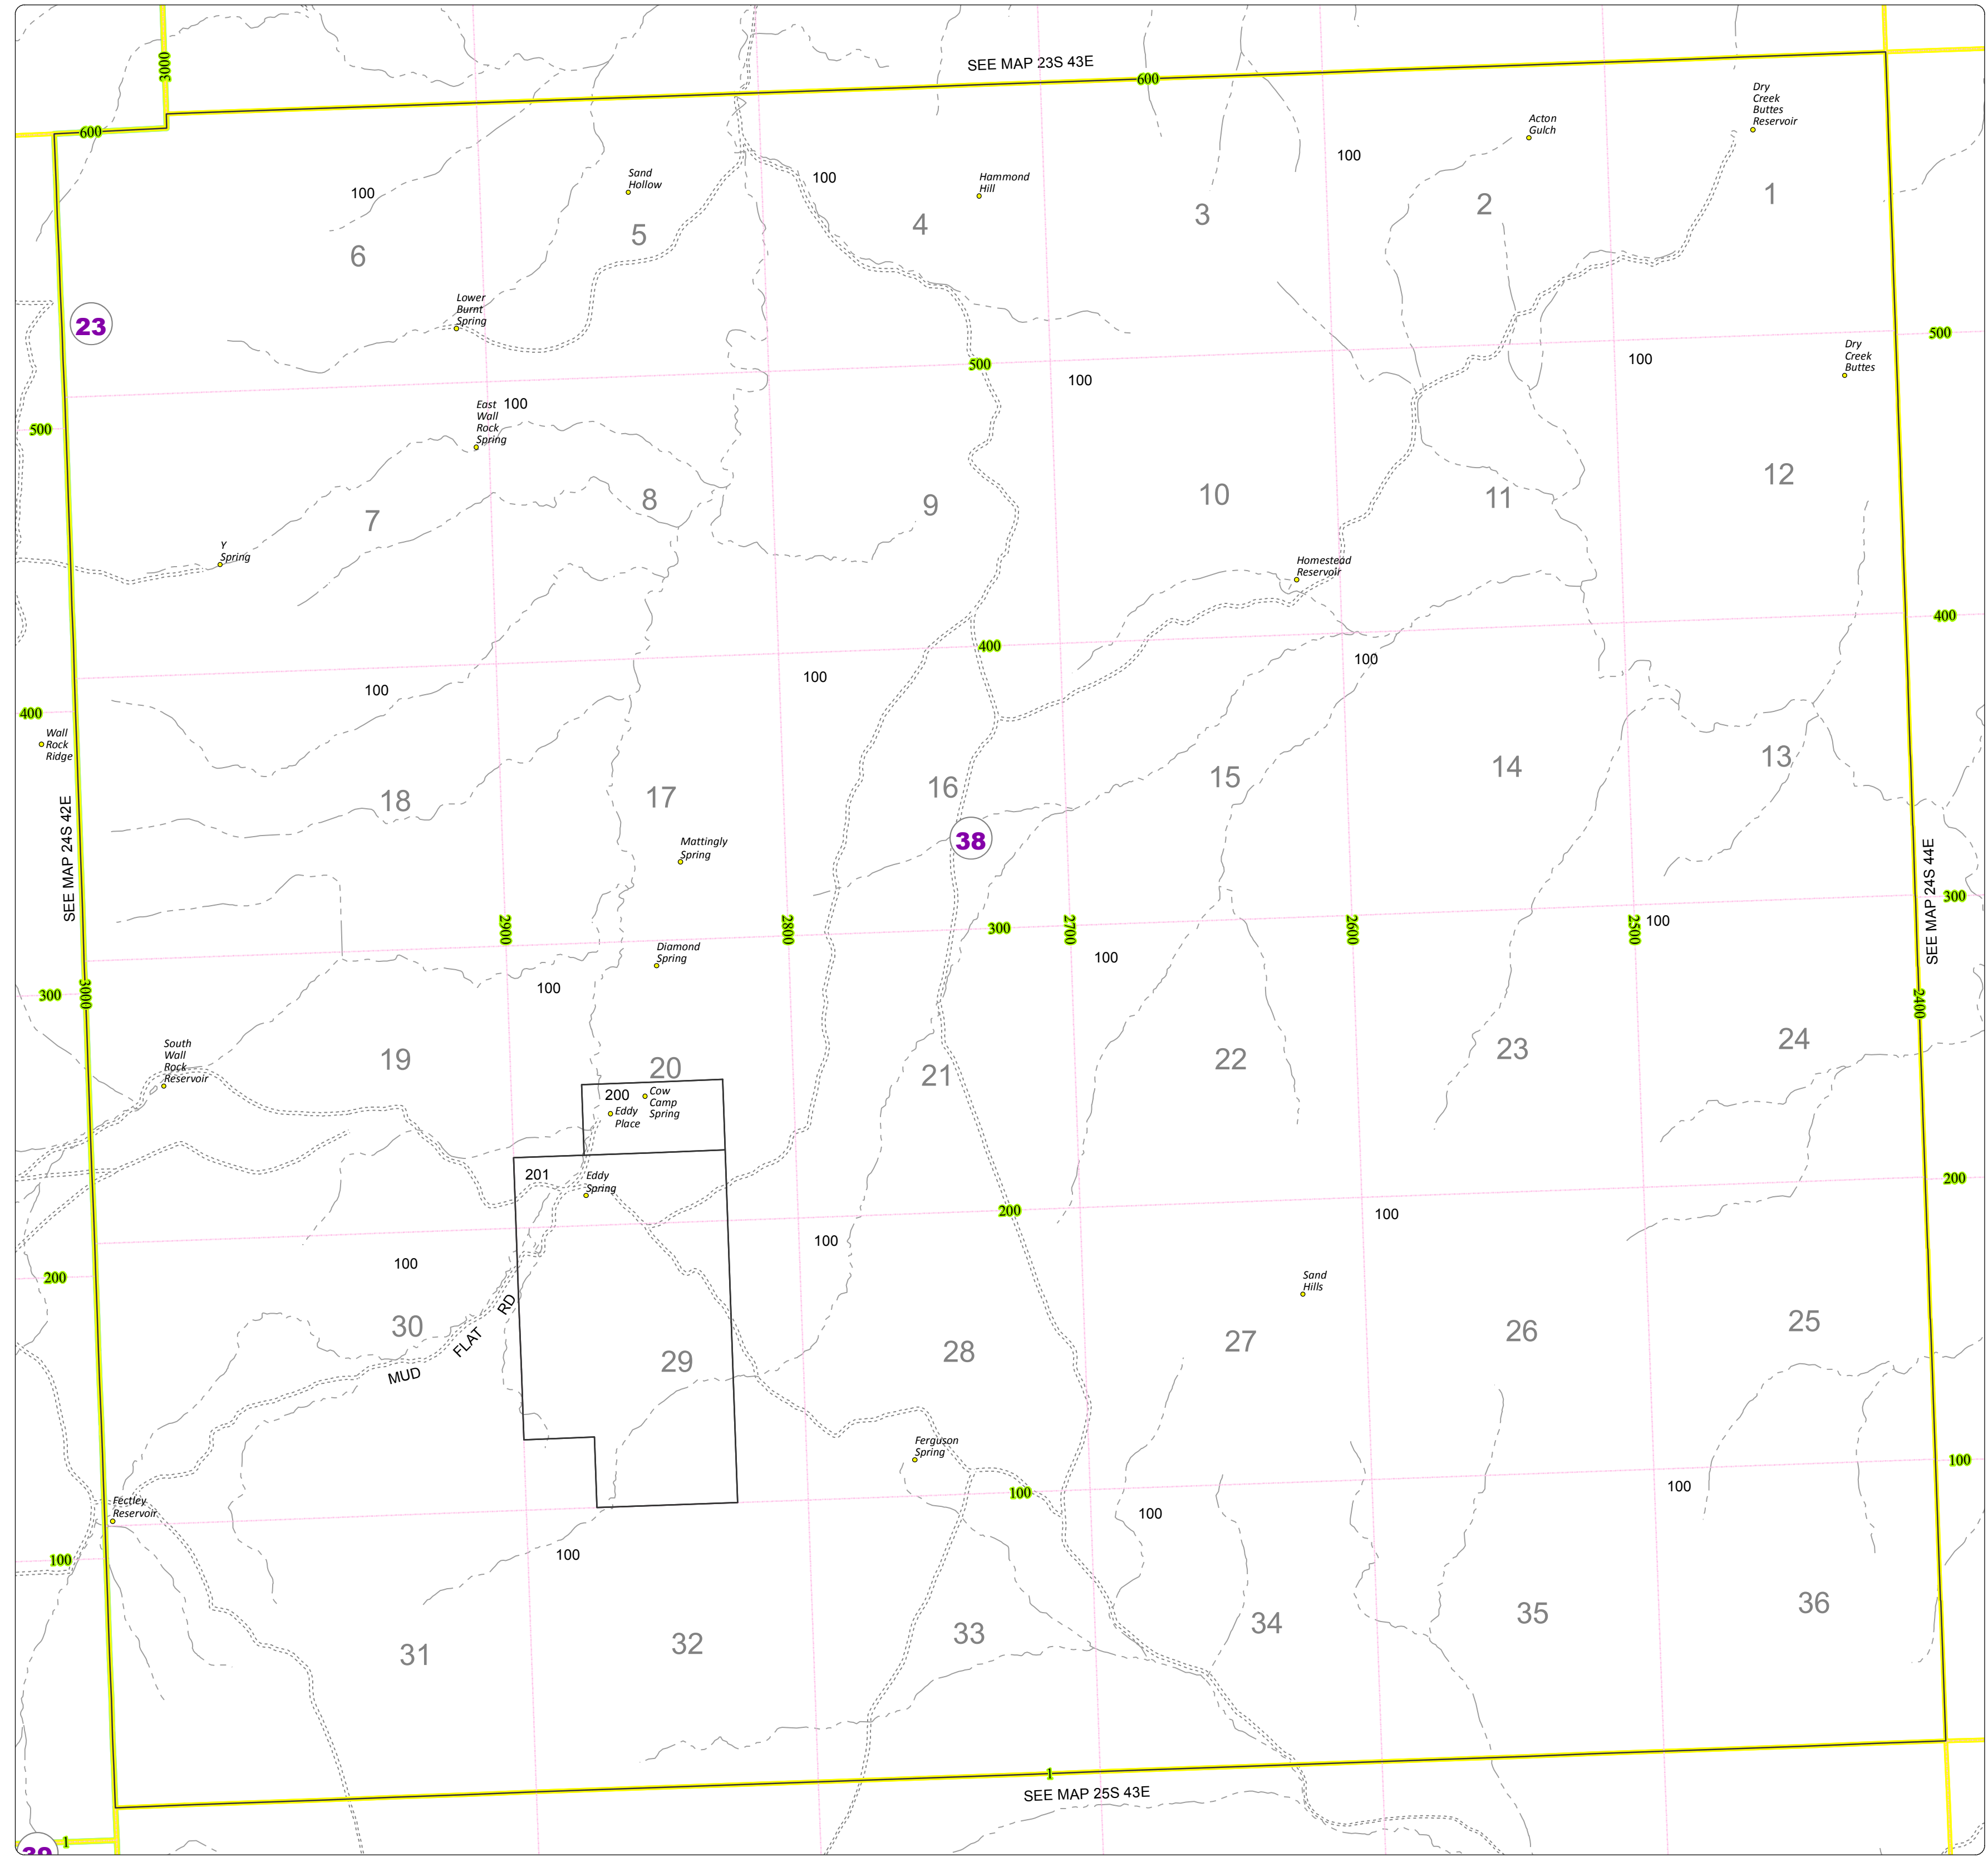 SEE MAP 23S 43E
3000
600
600
Dry
Creek
Buttes
Reservoir
Acton
Gulch
100
Sand
Hollow
100
Hammond
Hill
100
1
2
3
4
5
6
Lower
Burnt
Spring
23
500
Dry
Creek
Buttes
100
500
100
East
Wall
Rock
Spring
100
500
12
11
10
9
8
7
Y
Spring
Homestead
Reservoir
400
400
100
100
100
400
Wall
Rock
Ridge
13
14
15
16
17
18
38
SEE MAP 24S 42E
Mattingly
Spring
SEE MAP 24S 44E
300
100
2500
2600
2700
300
2800
2900
Diamond
Spring
100
100
300
3000
2400
South
Wall
Rock
Reservoir
19
20
21
22
23
24
200
Cow
Camp
Spring
Eddy
Place
201
Eddy
Spring
200
200
100
100
100
200
Sand
Hills
MUD FLAT RD
30
29
28
27
26
25
Ferguson
Spring
100
100
100
100
Fectley
Reservoir
100
100
31
32
33
34
35
36
1
SEE MAP 25S 43E
1
39